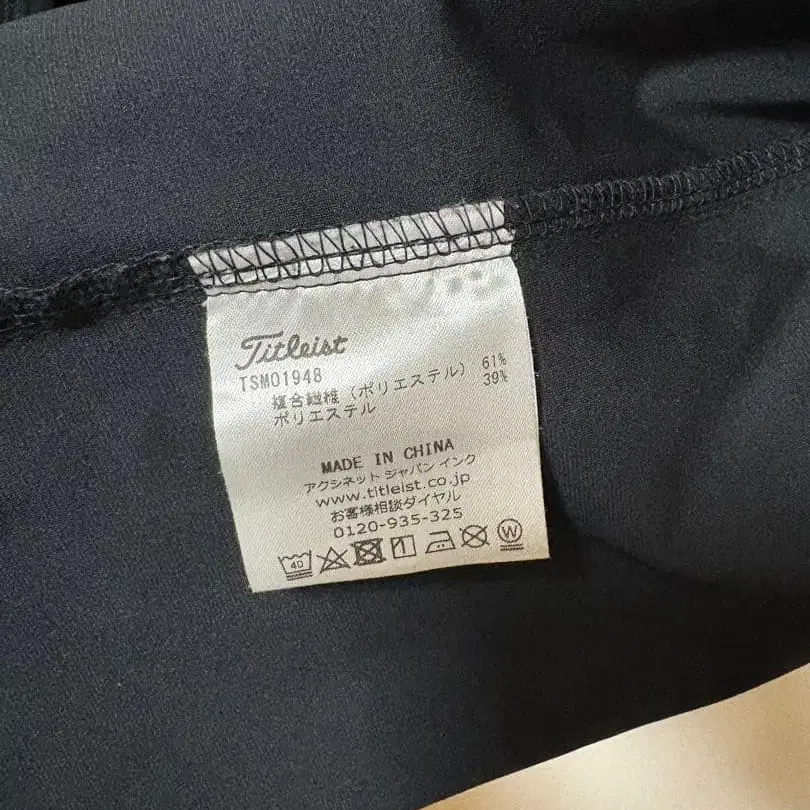 Titleist
TSM01948
複合繊維（ポリエステル） 61%
ポリエステル 39%
MADE IN CHINA
アクシネット ジャパン インク
www.titleist.co.jp
お客様相談ダイヤル
0120-935-325
40
W